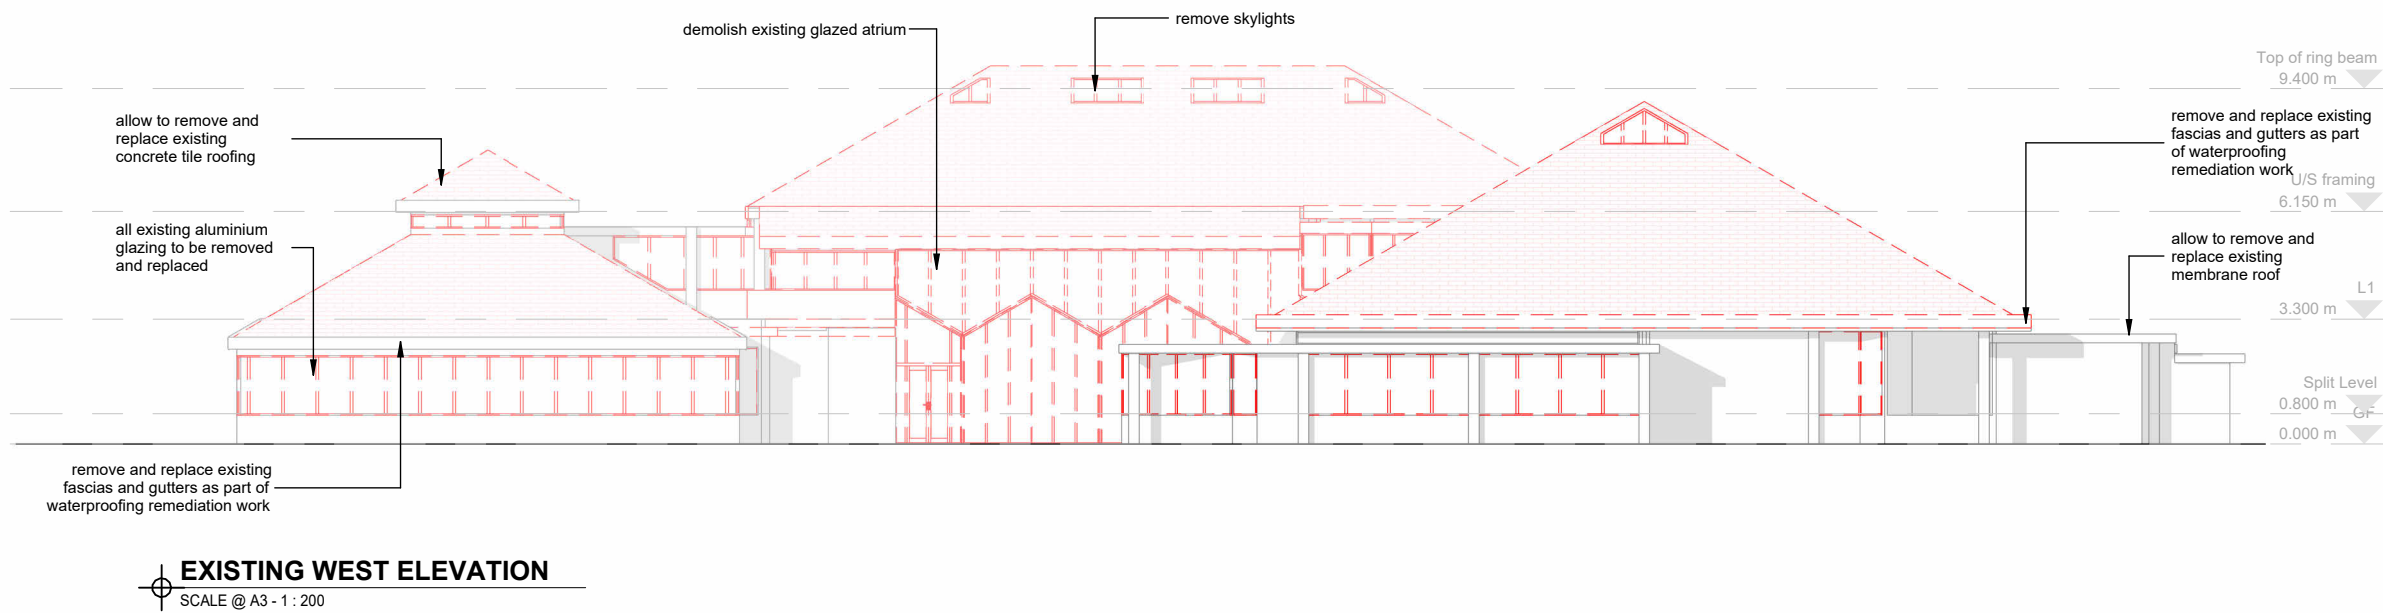 remove skylights
demolish existing glazed atrium
Top of ring beam
9.400 m
allow to remove and
replace existing
concrete tile roofing
remove and replace existing
fascias and gutters as part
of waterproofing
remediation work
U/S framing
6.150 m
all existing aluminium
glazing to be removed
and replaced
allow to remove and
replace existing
membrane roof
L1
3.300 m
Split Level
0.800 m
GF
0.000 m
remove and replace existing
fascias and gutters as part of
waterproofing remediation work
EXISTING WEST ELEVATION
SCALE @ A3 - 1 : 200